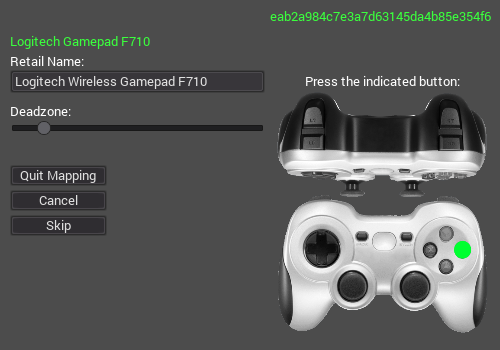 eab2a984c7e3a7d63145da4b85e354f6
Logitech Gamepad F710
Retail Name:
Logitech Wireless Gamepad F710
Press the indicated button:
Deadzone:
Quit Mapping
Cancel
Skip